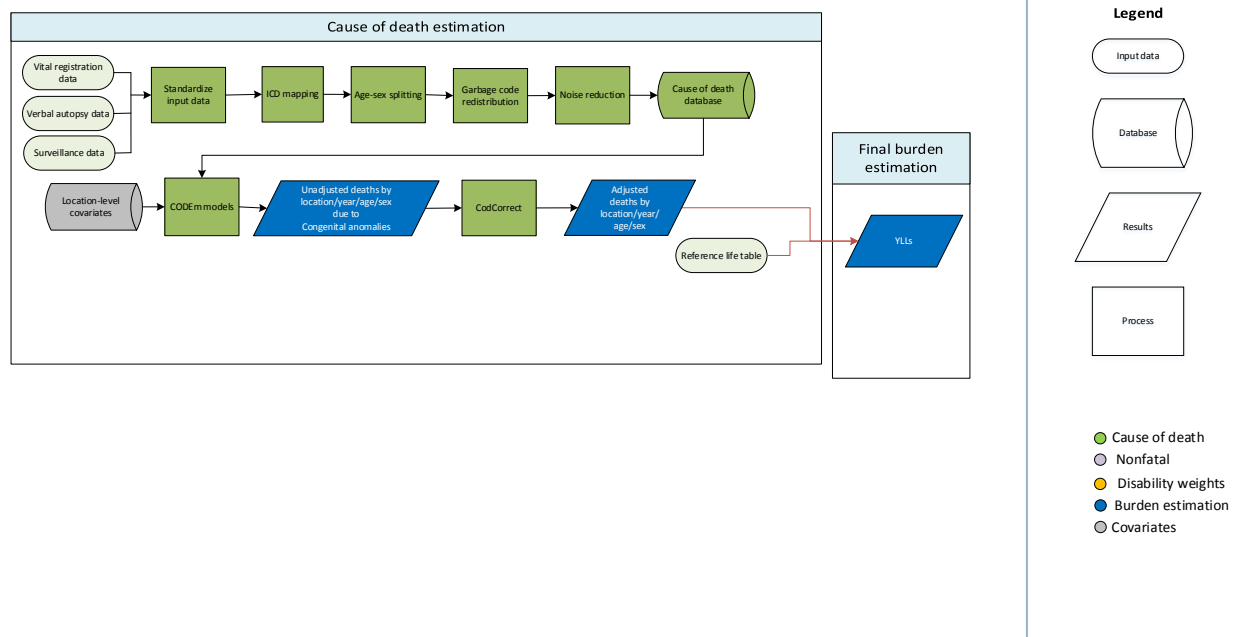 Cause of death estimation
Vital registration
data
Verbal autopsy data
Surveillance data
Standardize
input data
ICD mapping
Age-sex splitting
Garbage code
redistribution
Noise reduction
Cause of death
database
Location-level
covariates
CODEm models
Unadjusted deaths by
location/year/age/sex
due to
Congenital anomalies
CodCorrect
Adjusted
deaths by
location/year/
age/sex
Reference life table
Final burden
estimation
YLLs
Legend
Input data
Database
Results
Process
Cause of death
Nonfatal
Disability weights
Burden estimation
Covariates